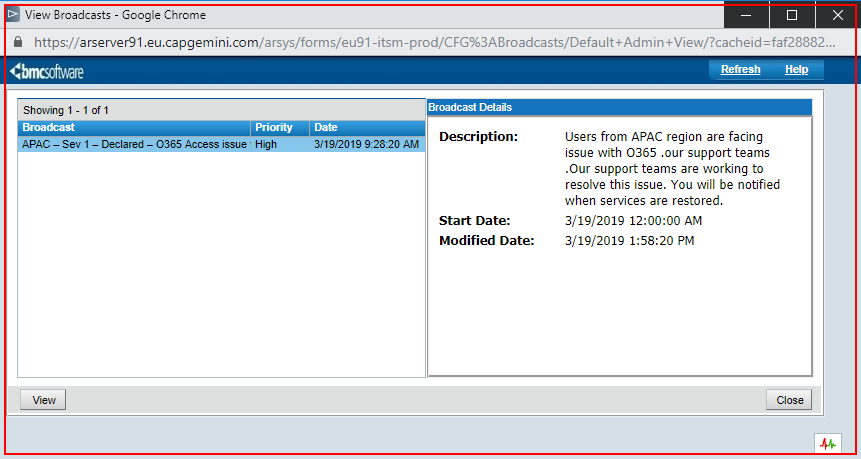 View Broadcasts - Google Chrome
https://arserver91.eu.capgemini.com/arsys/forms/eu91-itsm-prod/CFG%3ABroadcasts/Default+Admin+View/?cacheid=faf28882...
bmcsoftware
Refresh Help
Showing 1 - 1 of 1
Broadcast Priority Date
APAC – Sev 1 – Declared – O365 Access issue High 3/19/2019 9:28:20 AM
Broadcast Details
Description: Users from APAC region are facing
issue with O365 .our support teams
.Our support teams are working to
resolve this issue. You will be notified
when services are restored.
Start Date: 3/19/2019 12:00:00 AM
Modified Date: 3/19/2019 1:58:20 PM
View Close